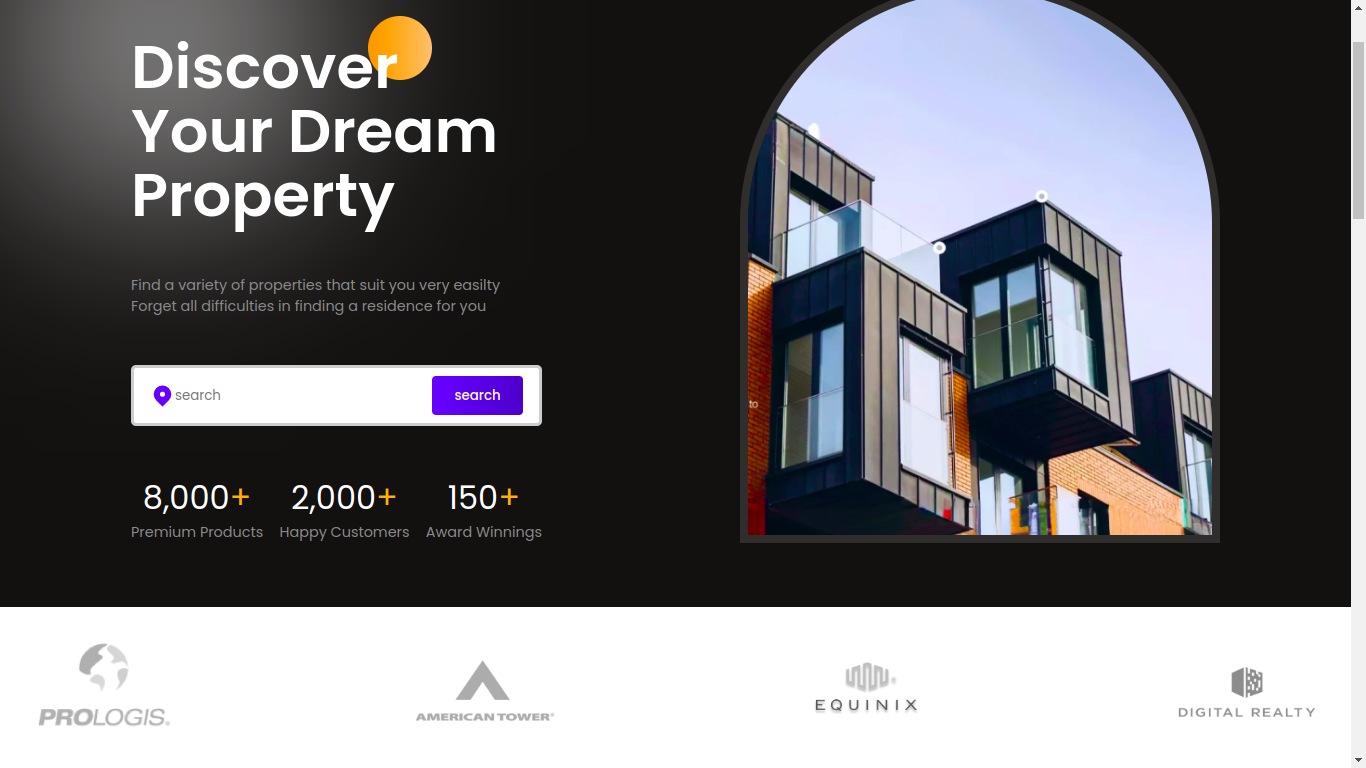 Discover
Your Dream
Property
Find a variety of properties that suit you very easilty
Forget all difficulties in finding a residence for you
search
search
8,000+
2,000+
150+
Premium Products
Happy Customers
Award Winnings
to
PROLOGIS.
AMERICAN TOWER®
EQUINIX
DIGITAL REALTY